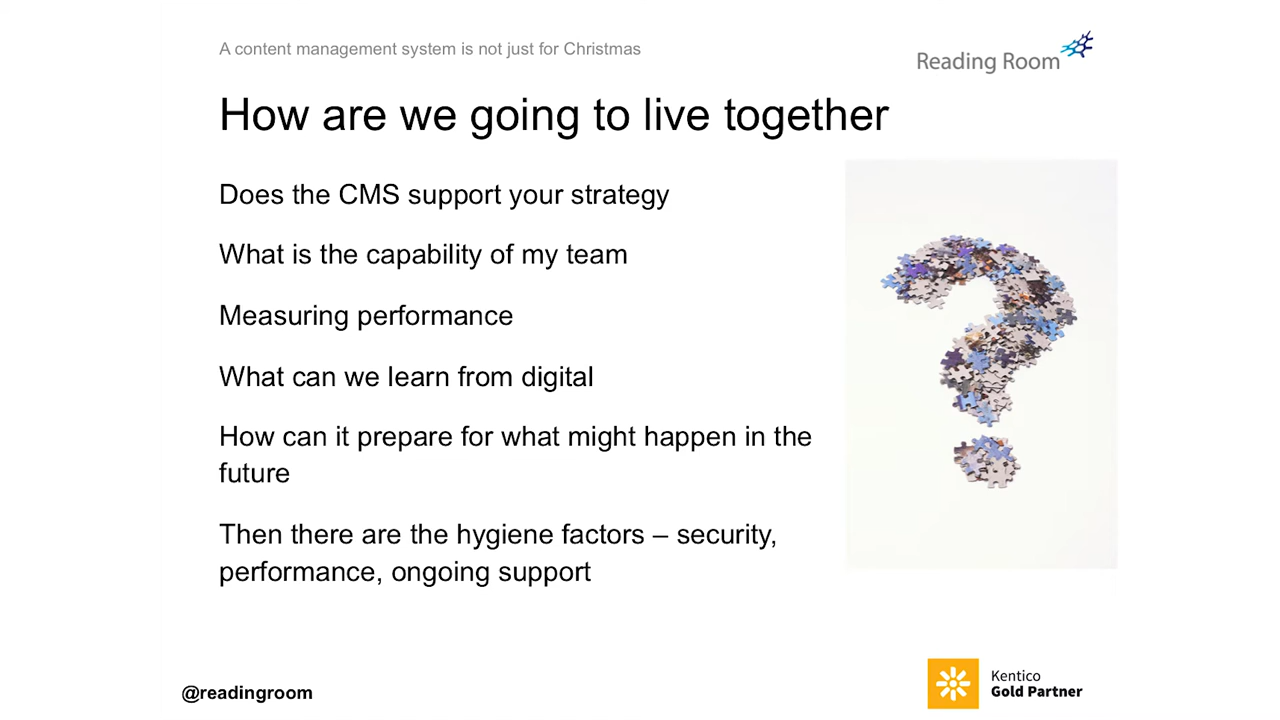 A content management system is not just for Christmas
Reading Room
How are we going to live together
Does the CMS support your strategy
What is the capability of my team
Measuring performance
What can we learn from digital
How can it prepare for what might happen in the
future
Then there are the hygiene factors – security,
performance, ongoing support
@readingroom
Kentico
Gold Partner